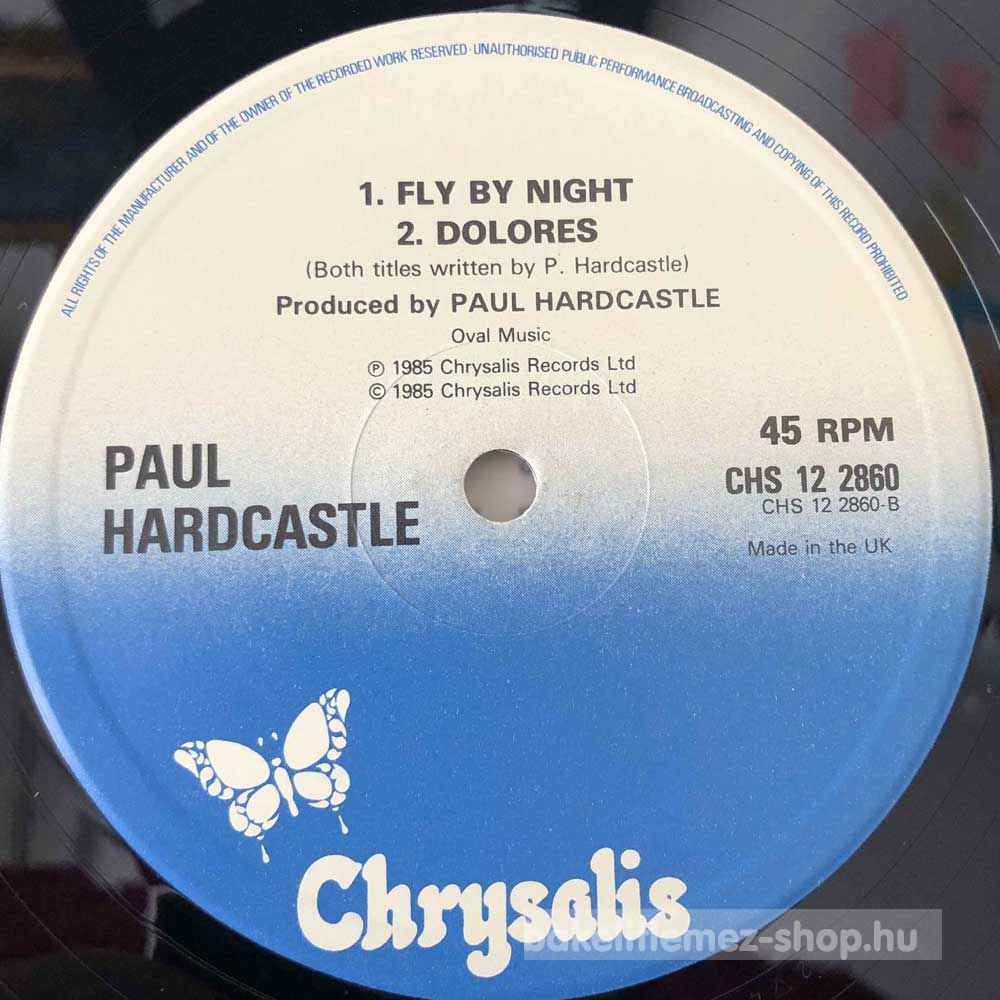 ALL RIGHTS OF THE MANUFACTURER AND OF THE OWNER OF THE RECORDED WORK RESERVED · UNAUTHORISED PUBLIC PERFORMANCE BROADCASTING AND COPYING OF THIS RECORD PROHIBITED
1. FLY BY NIGHT
2. DOLORES
(Both titles written by P. Hardcastle)
Produced by PAUL HARDCASTLE
Oval Music
℗ 1985 Chrysalis Records Ltd
© 1985 Chrysalis Records Ltd
45 RPM
CHS 12 2860
CHS 12 2860-B
Made in the UK
PAUL
HARDCASTLE
Chrysalis
bakelitlemez-shop.hu